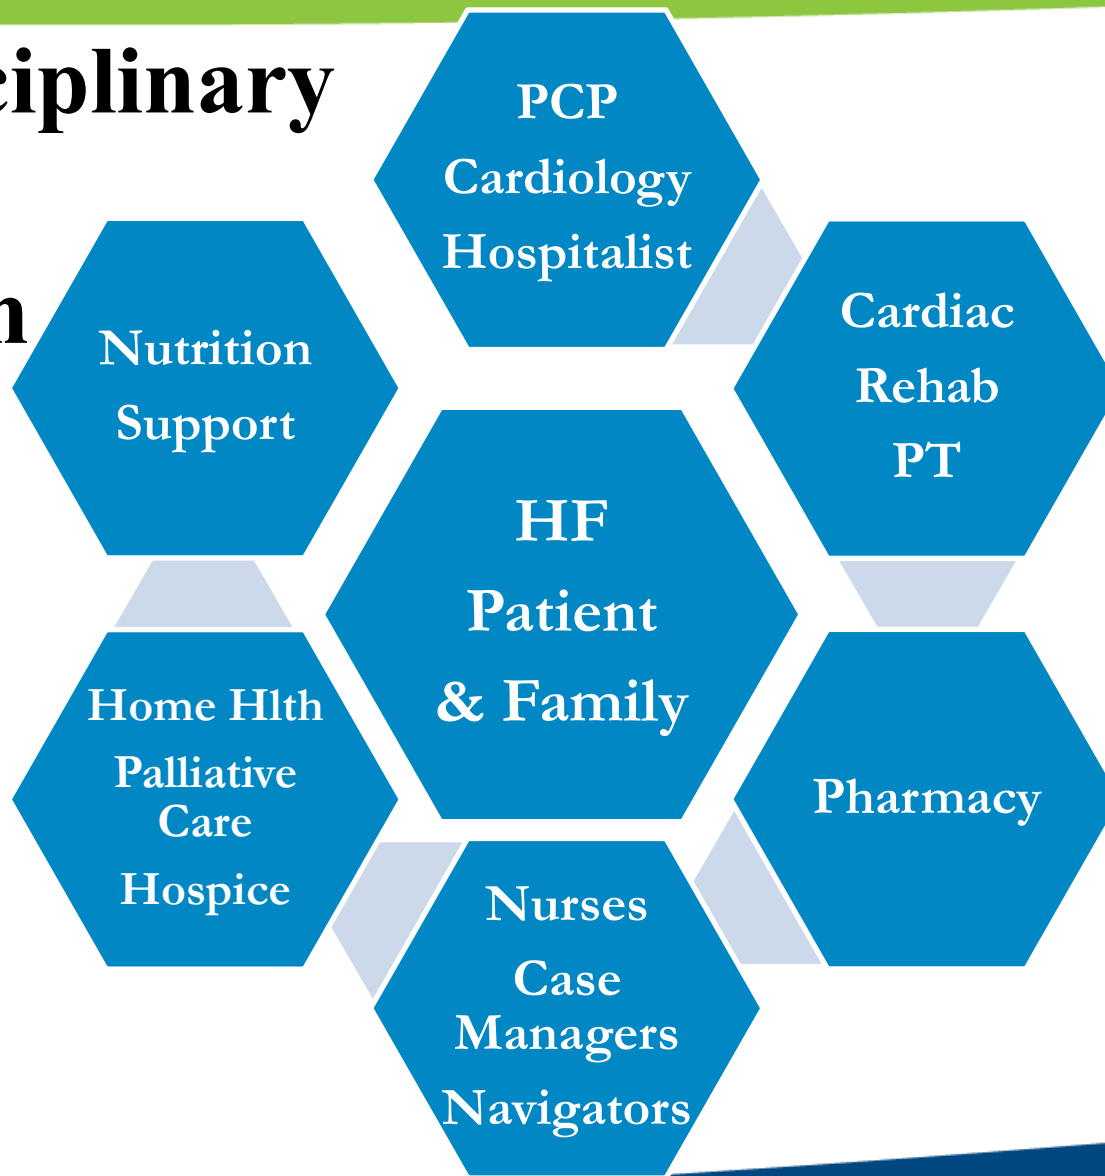 ciplinary
n
PCP
Cardiology
Hospitalist
Cardiac
Rehab
PT
Pharmacy
Nurses
Case
Managers
Navigators
Home Hlth
Palliative
Care
Hospice
Nutrition
Support
HF
Patient
& Family